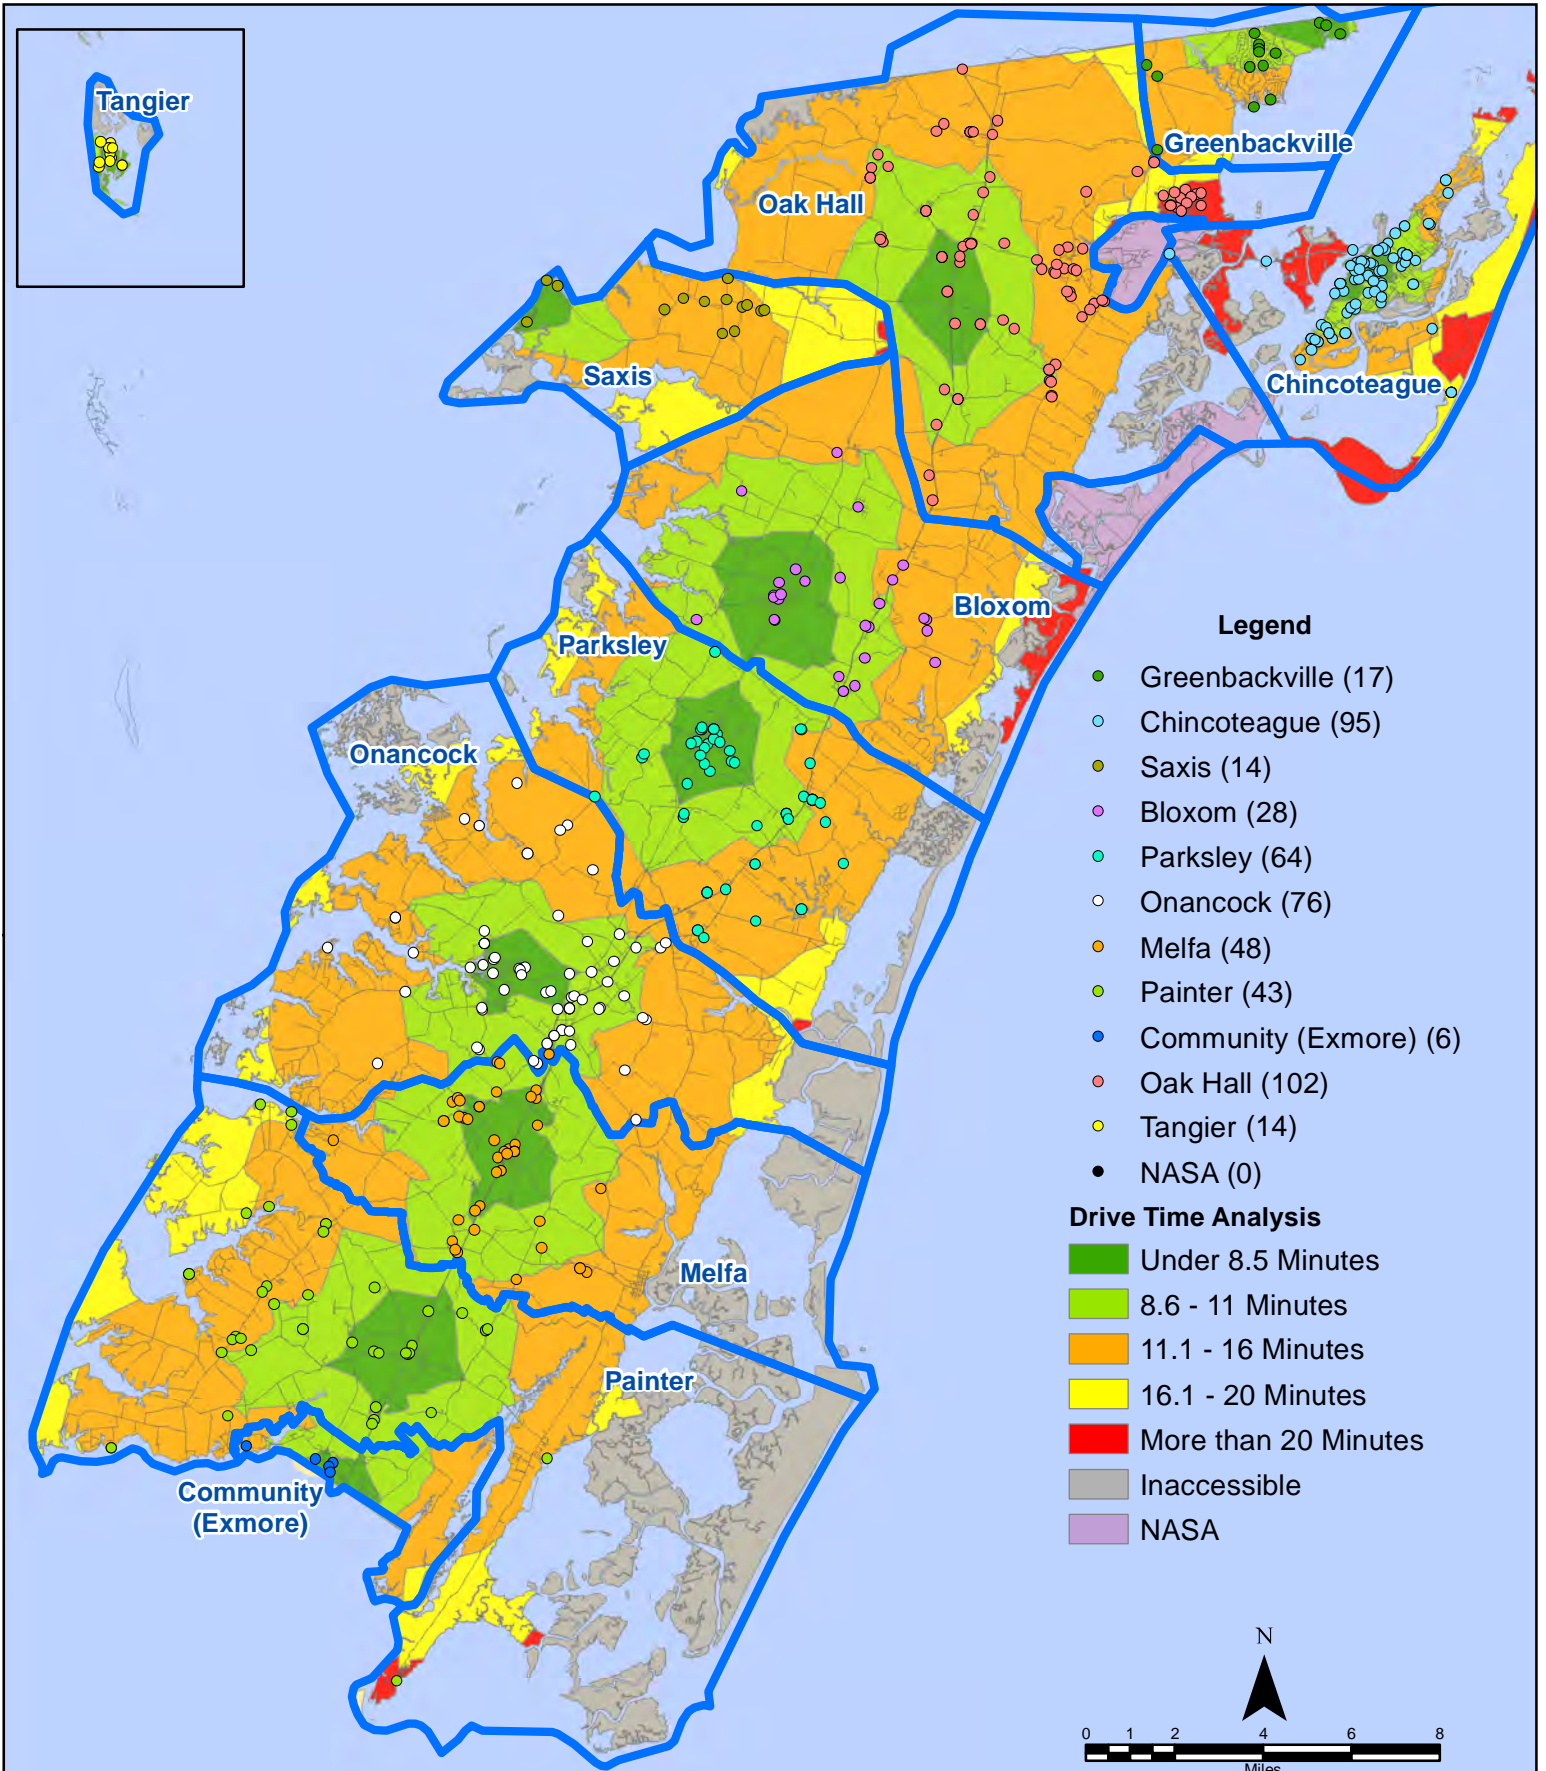 Tangier
Greenbackville
Oak Hall
Saxis
Chincoteague
Bloxom
Parksley
Onancock
Melfa
Painter
Community
(Exmore)
Legend
Greenbackville (17)
Chincoteague (95)
Saxis (14)
Bloxom (28)
Parksley (64)
Onancock (76)
Melfa (48)
Painter (43)
Community (Exmore) (6)
Oak Hall (102)
Tangier (14)
NASA (0)
Drive Time Analysis
Under 8.5 Minutes
8.6 - 11 Minutes
11.1 - 16 Minutes
16.1 - 20 Minutes
More than 20 Minutes
Inaccessible
NASA
N
0 1 2 4 6 8
Miles